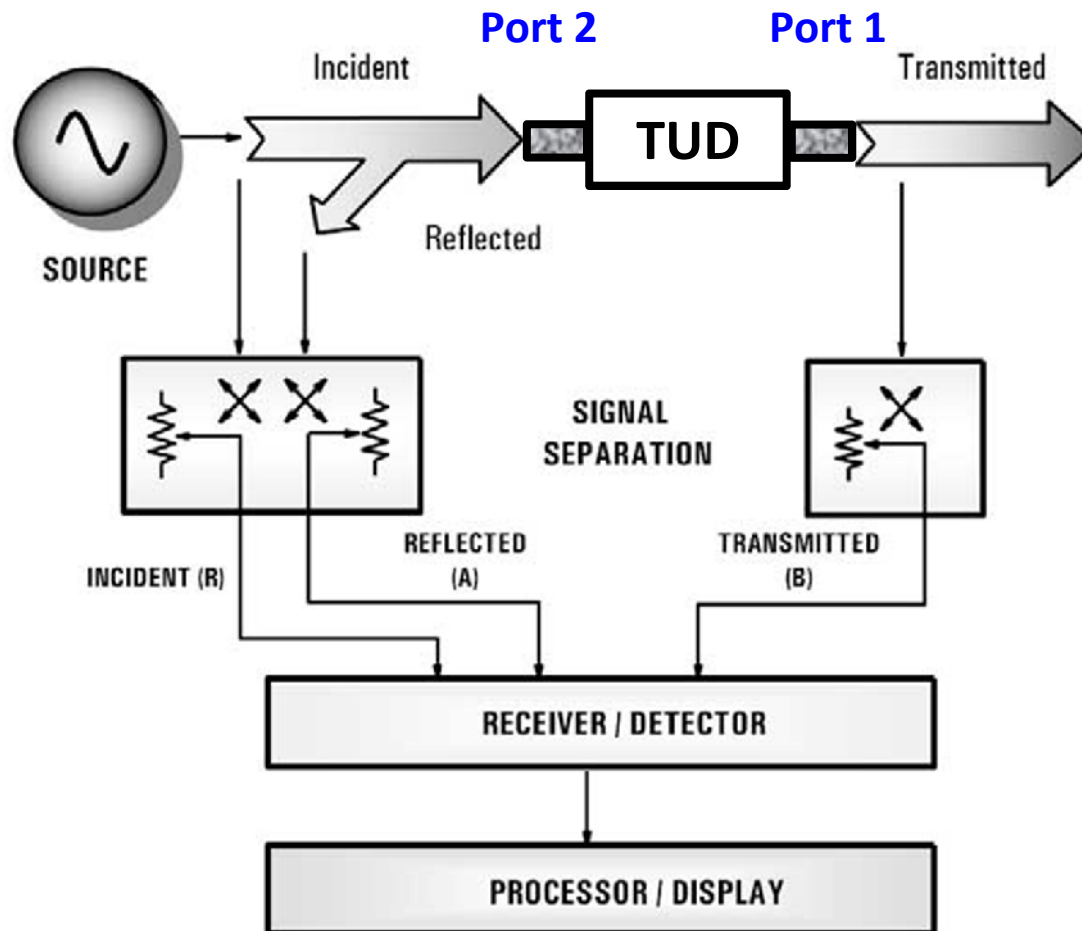 Port 2
Port 1
Incident
Transmitted
TUD
Reflected
SOURCE
SIGNAL
SEPARATION
INCIDENT (R)
REFLECTED
(A)
TRANSMITTED
(B)
RECEIVER / DETECTOR
PROCESSOR / DISPLAY